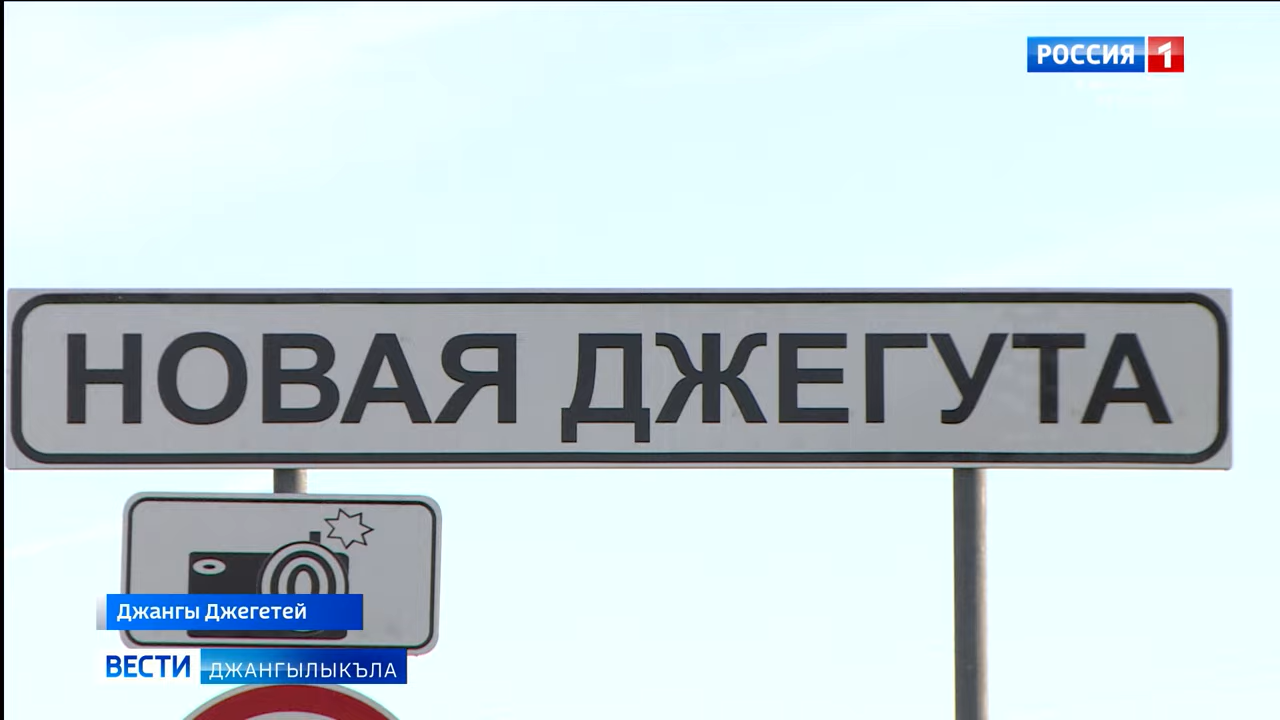 РОССИЯ 1
НОВАЯ ДЖЕГУТА
Джангы Джегетей
ВЕСТИ ДЖАНГЫЛЫКЪЛА